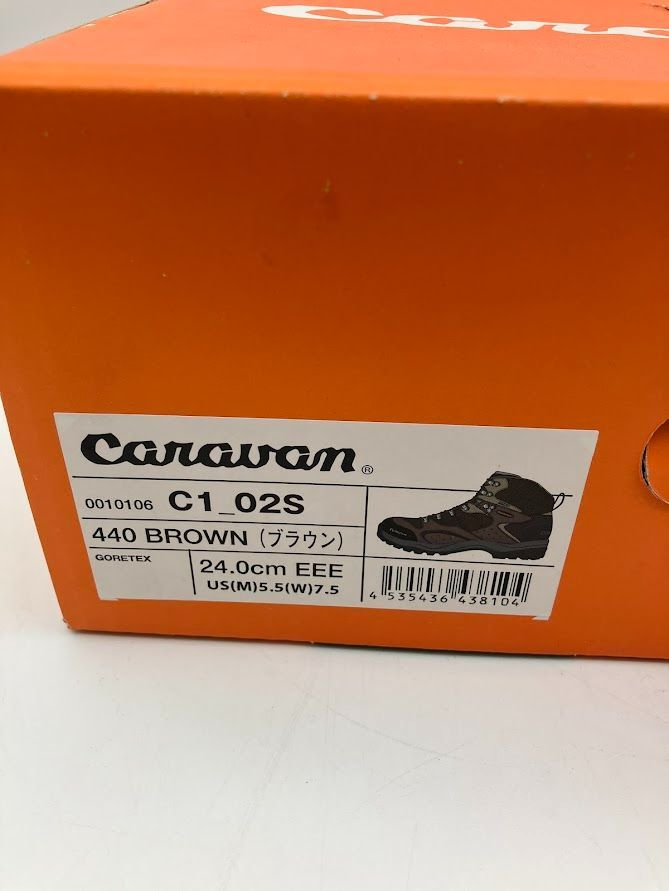 Carav
Caravan®
0010106 C1_02S
440 BROWN (ブラウン)
GORETEX
24.0cm EEE
US(M)5.5(W)7.5
4 535436 438104